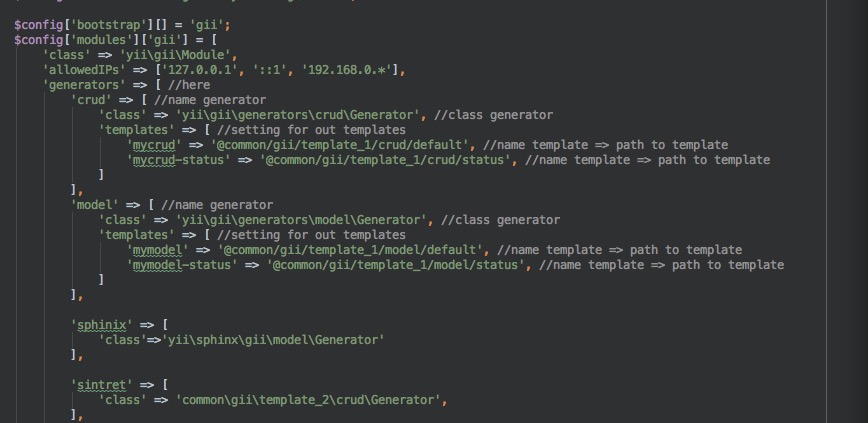 $config['bootstrap'][] = 'gii';
$config['modules']['gii'] = [
'class' => 'yii\gii\Module',
'allowedIPs' => ['127.0.0.1', '::1', '192.168.0.*'],
'generators' => [ //here
'crud' => [ //name generator
'class' => 'yii\gii\generators\crud\Generator', //class generator
'templates' => [ //setting for out templates
'mycrud' => '@common/gii/template_1/crud/default', //name template => path to template
'mycrud-status' => '@common/gii/template_1/crud/status', //name template => path to template
]
],
'model' => [ //name generator
'class' => 'yii\gii\generators\model\Generator', //class generator
'templates' => [ //setting for out templates
'mymodel' => '@common/gii/template_1/model/default', //name template => path to template
'mymodel-status' => '@common/gii/template_1/model/status', //name template => path to template
]
],
'sphinix' => [
'class'=>'yii\sphinx\gii\model\Generator'
],
'sintret' => [
'class' => 'common\gii\template_2\crud\Generator',
],